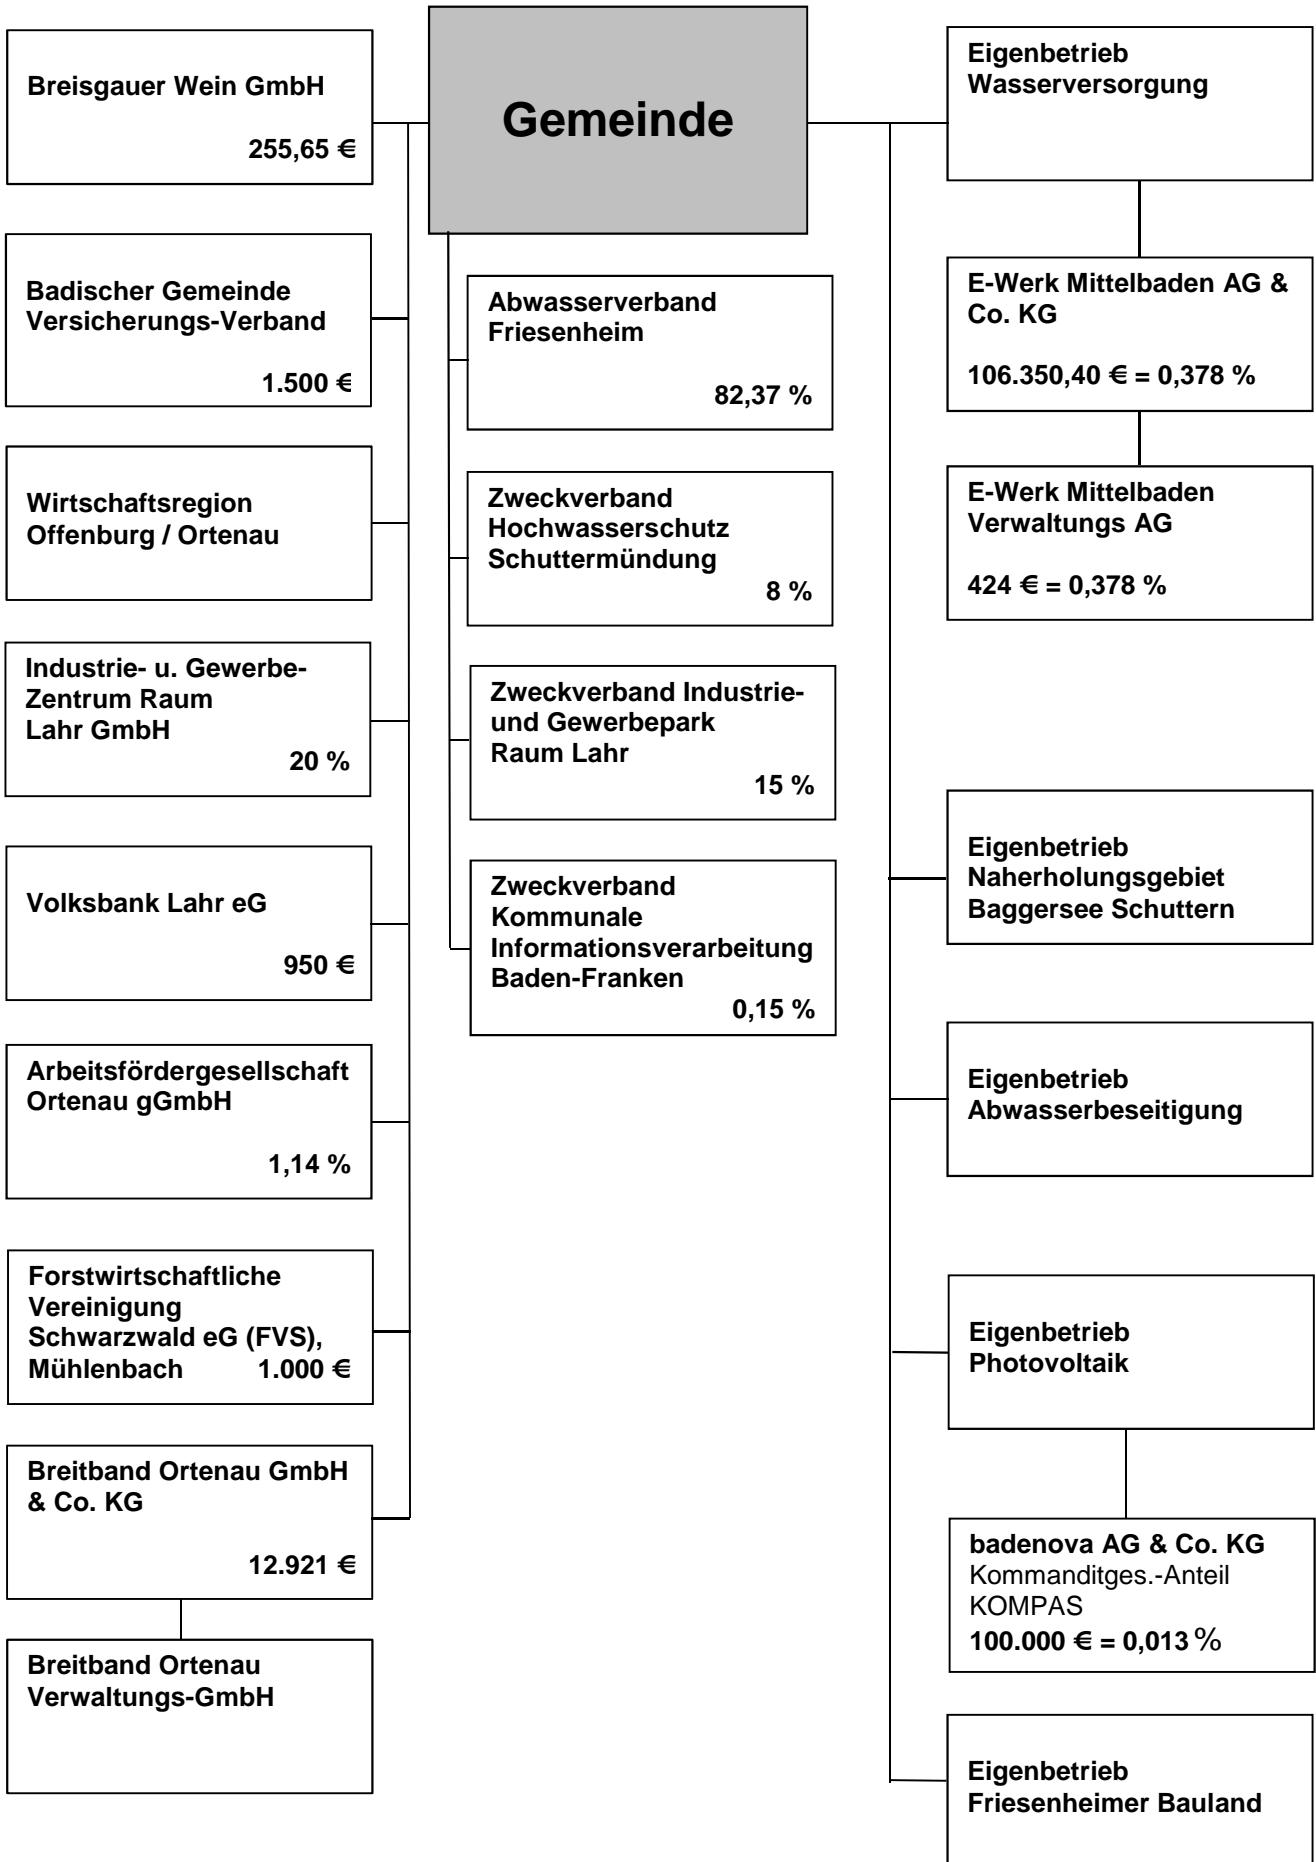 Gemeinde
Breisgauer Wein GmbH
255,65 €
Badischer Gemeinde
Versicherungs-Verband
1.500 €
Wirtschaftsregion
Offenburg / Ortenau
Industrie- u. Gewerbe-
Zentrum Raum
Lahr GmbH
20 %
Volksbank Lahr eG
950 €
Arbeitsfördergesellschaft
Ortenau gGmbH
1,14 %
Forstwirtschaftliche
Vereinigung
Schwarzwald eG (FVS),
Mühlenbach 1.000 €
Breitband Ortenau GmbH
& Co. KG
12.921 €
Breitband Ortenau
Verwaltungs-GmbH
Abwasserverband
Friesenheim
82,37 %
Zweckverband
Hochwasserschutz
Schuttermündung
8 %
Zweckverband Industrie-
und Gewerbepark
Raum Lahr
15 %
Zweckverband
Kommunale
Informationsverarbeitung
Baden-Franken
0,15 %
Eigenbetrieb
Wasserversorgung
E-Werk Mittelbaden AG &
Co. KG
106.350,40 € = 0,378 %
E-Werk Mittelbaden
Verwaltungs AG
424 € = 0,378 %
Eigenbetrieb
Naherholungsgebiet
Baggersee Schuttern
Eigenbetrieb
Abwasserbeseitigung
Eigenbetrieb
Photovoltaik
badenova AG & Co. KG
Kommanditges.-Anteil
KOMPAS
100.000 € = 0,013 %
Eigenbetrieb
Friesenheimer Bauland